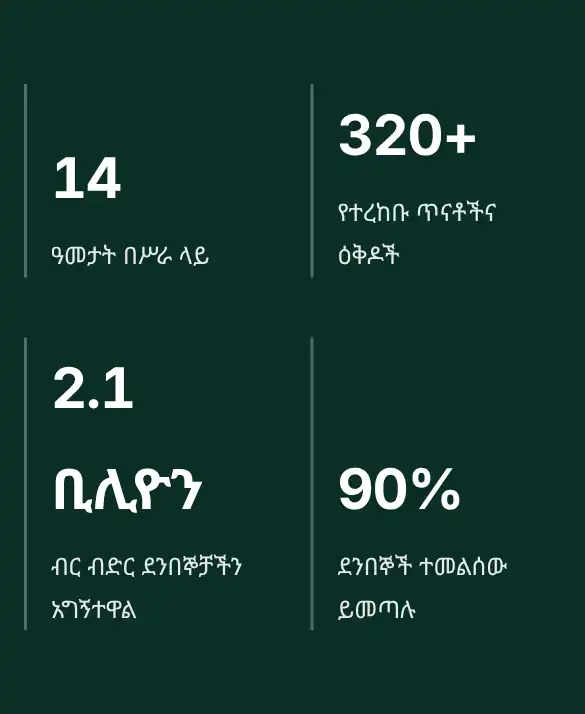 14
ዓመታት በሥራ ላይ
320+
የተረከቡ ጥናቶችና
ዕቅዶች
2.1
ቢሊዮን
ብር ብድር ደንበኞቻችን
አግኝተዋል
90%
ደንበኞች ተመልሰው
ይመጣሉ